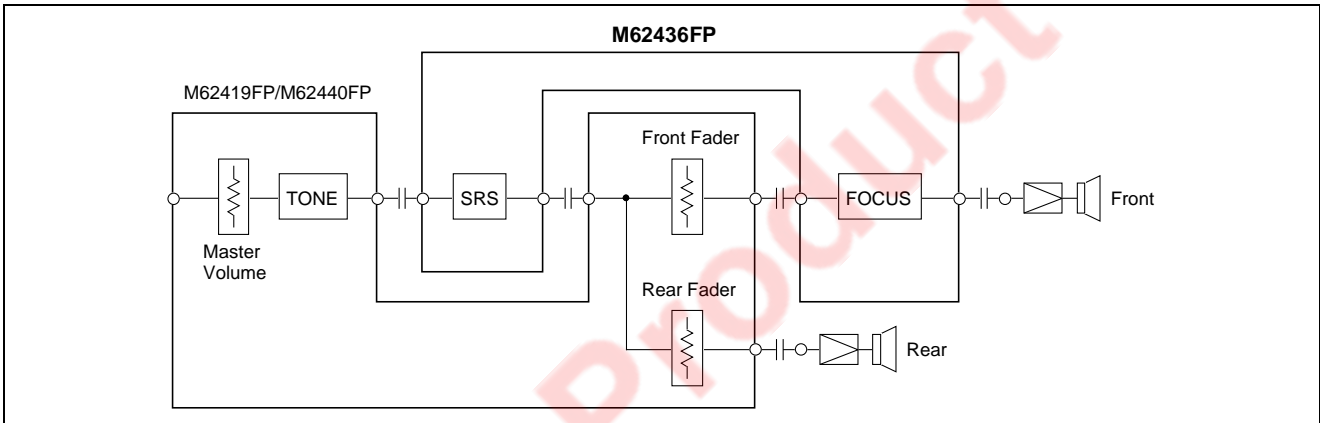 M62436FP
M62419FP/M62440FP
Front Fader
TONE
SRS
FOCUS
Front
Master
Volume
Rear Fader
Rear
Product